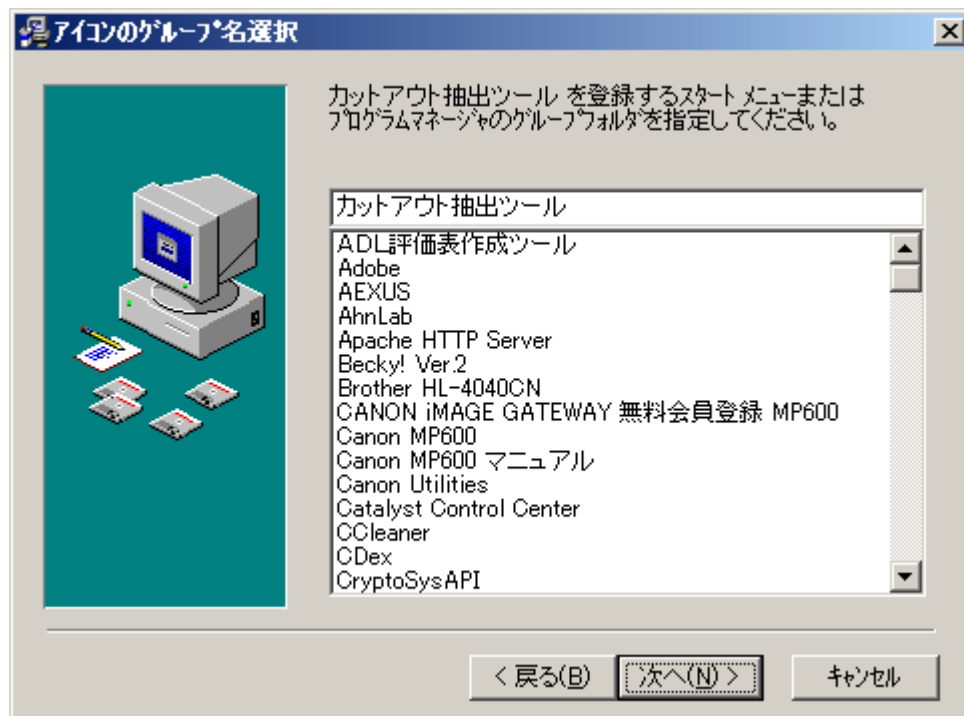 ｱｲｺﾝのｸﾞﾙｰﾌﾟ名選択
カットアウト抽出ツール を登録するｽﾀｰﾄ ﾒﾆｭｰまたは
ﾌﾟﾛｸﾞﾗﾑﾏﾈｰｼﾞｬのｸﾞﾙｰﾌﾟﾌｫﾙﾀﾞを指定してください。
カットアウト抽出ツール
ADL評価表作成ツール
Adobe
AEXUS
AhnLab
Apache HTTP Server
Becky! Ver.2
Brother HL-4040CN
CANON iMAGE GATEWAY 無料会員登録 MP600
Canon MP600
Canon MP600 マニュアル
Canon Utilities
Catalyst Control Center
CCleaner
CDex
CryptoSysAPI
< 戻る(B) 次へ(N) > ｷｬﾝｾﾙ